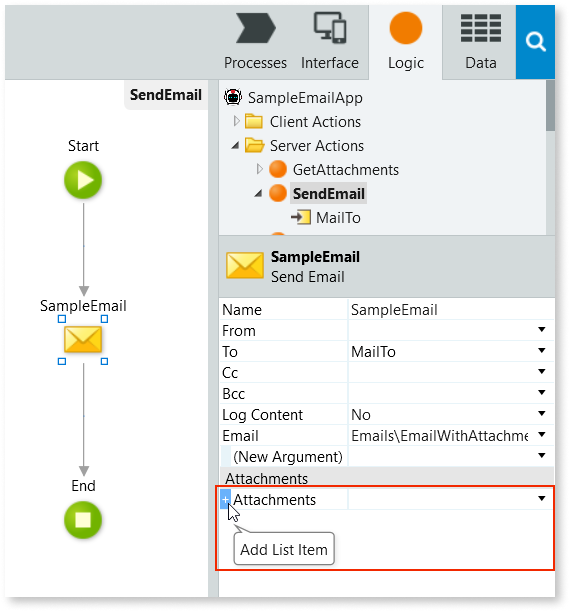 Processes
Interface
Logic
Data
SendEmail
Start
SampleEmail
End
SampleEmailApp
Client Actions
Server Actions
GetAttachments
SendEmail
MailTo
SampleEmail
Send Email
Name SampleEmail
From
To MailTo
Cc
Bcc
Log Content No
Email Emails\EmailWithAttachme
(New Argument)
Attachments
+ Attachments
Add List Item